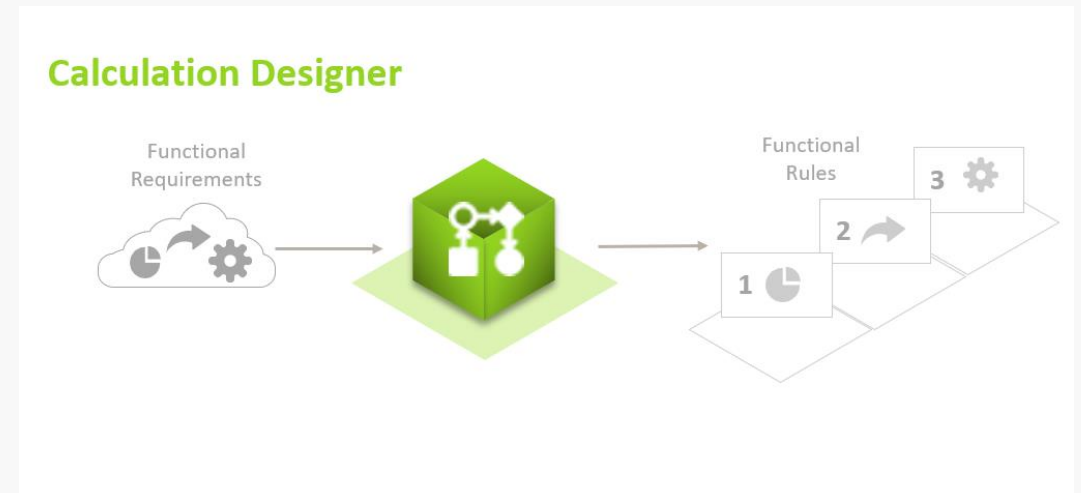 Calculation Designer
Functional
Requirements
Functional
Rules
1
2
3